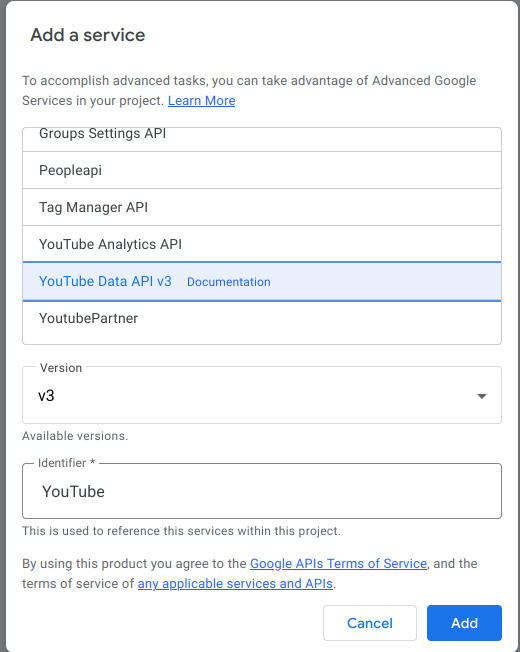 Add a service
To accomplish advanced tasks, you can take advantage of Advanced Google
Services in your project. Learn More
Groups Settings API
Peopleapi
Tag Manager API
YouTube Analytics API
YouTube Data API v3 Documentation
YoutubePartner
Version
v3
Available versions.
Identifier *
YouTube
This is used to reference this services within this project.
By using this product you agree to the Google APIs Terms of Service, and the
terms of service of any applicable services and APIs.
Cancel Add